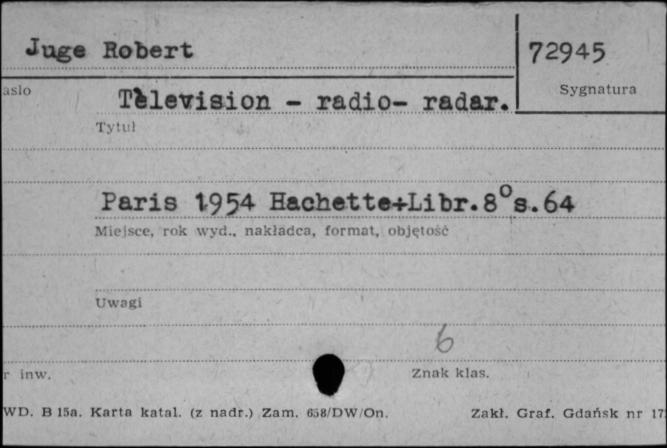 Juge Robert
72945
asło
Sygnatura
Tèlevision - radio- radar.
Tytuł
Paris 1954 Hachette+Libr.8°s.64
Miejsce, rok wyd., nakładca, format, objętość
Uwagi
6
r inw.
Znak klas.
WD. B 15a. Karta katal. (z nadr.) Zam. 658/DW/On.
Zakł. Graf. Gdańsk nr 17